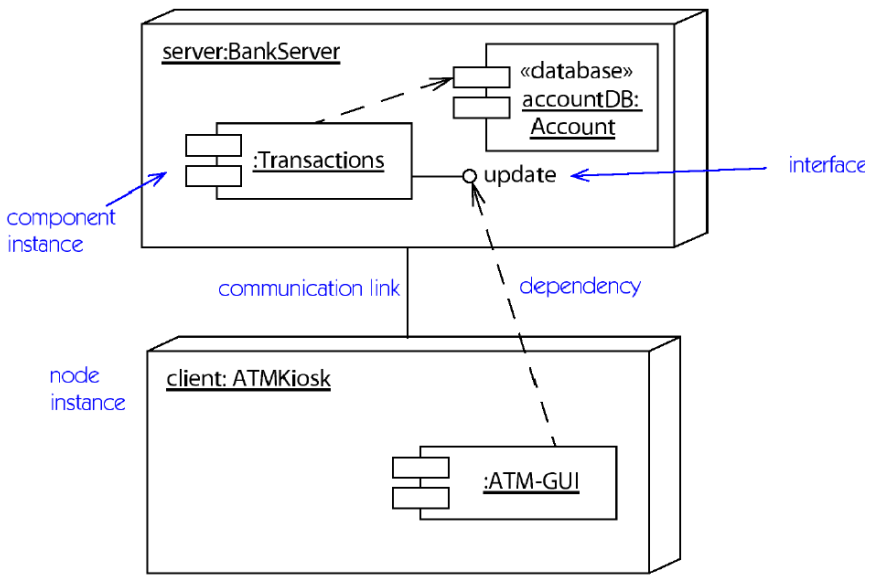 server:BankServer
«database»
accountDB:
Account
:Transactions
update
interface
component
instance
communication link
dependency
node
instance
client: ATMKiosk
:ATM-GUI